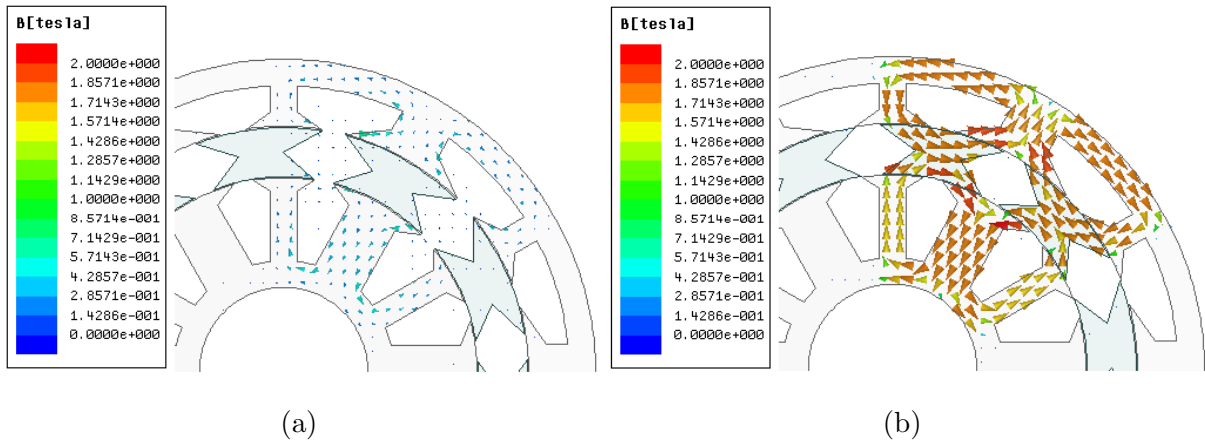 B[tesla]
2.0000e+000
1.8571e+000
1.7143e+000
1.5714e+000
1.4286e+000
1.2857e+000
1.1429e+000
1.0000e+000
8.5714e-001
7.1429e-001
5.7143e-001
4.2857e-001
2.8571e-001
1.4286e-001
0.0000e+000
B[tesla]
2.0000e+000
1.8571e+000
1.7143e+000
1.5714e+000
1.4286e+000
1.2857e+000
1.1429e+000
1.0000e+000
8.5714e-001
7.1429e-001
5.7143e-001
4.2857e-001
2.8571e-001
1.4286e-001
0.0000e+000
(a)
(b)